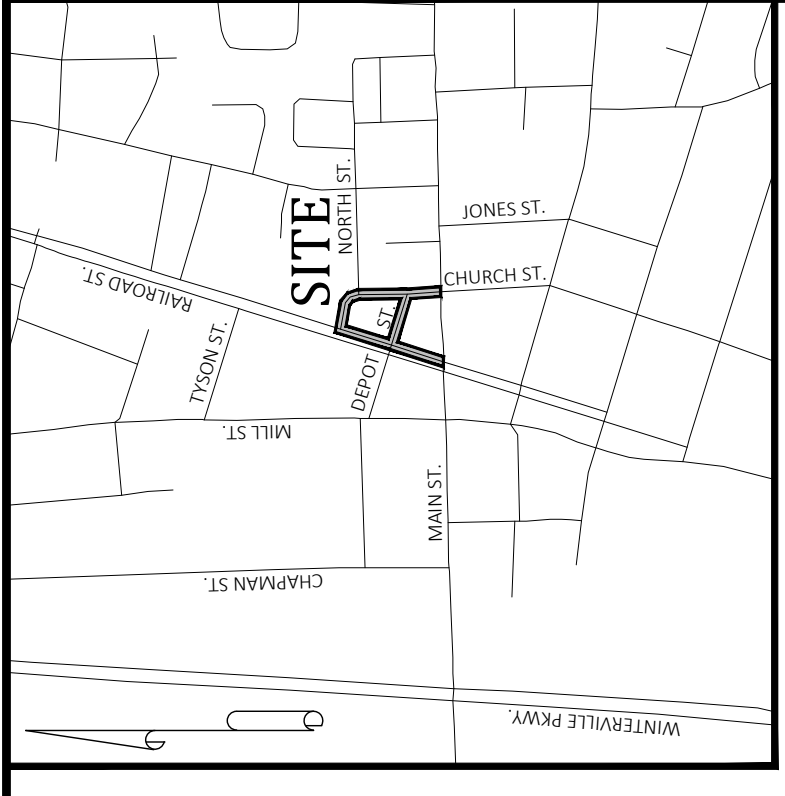 NORTH ST.
SITE
JONES ST.
CHURCH ST.
RAILROAD ST.
TYSON ST.
DEPOT ST.
MILL ST.
MAIN ST.
CHAPMAN ST.
WINTERVILLE PKWY.